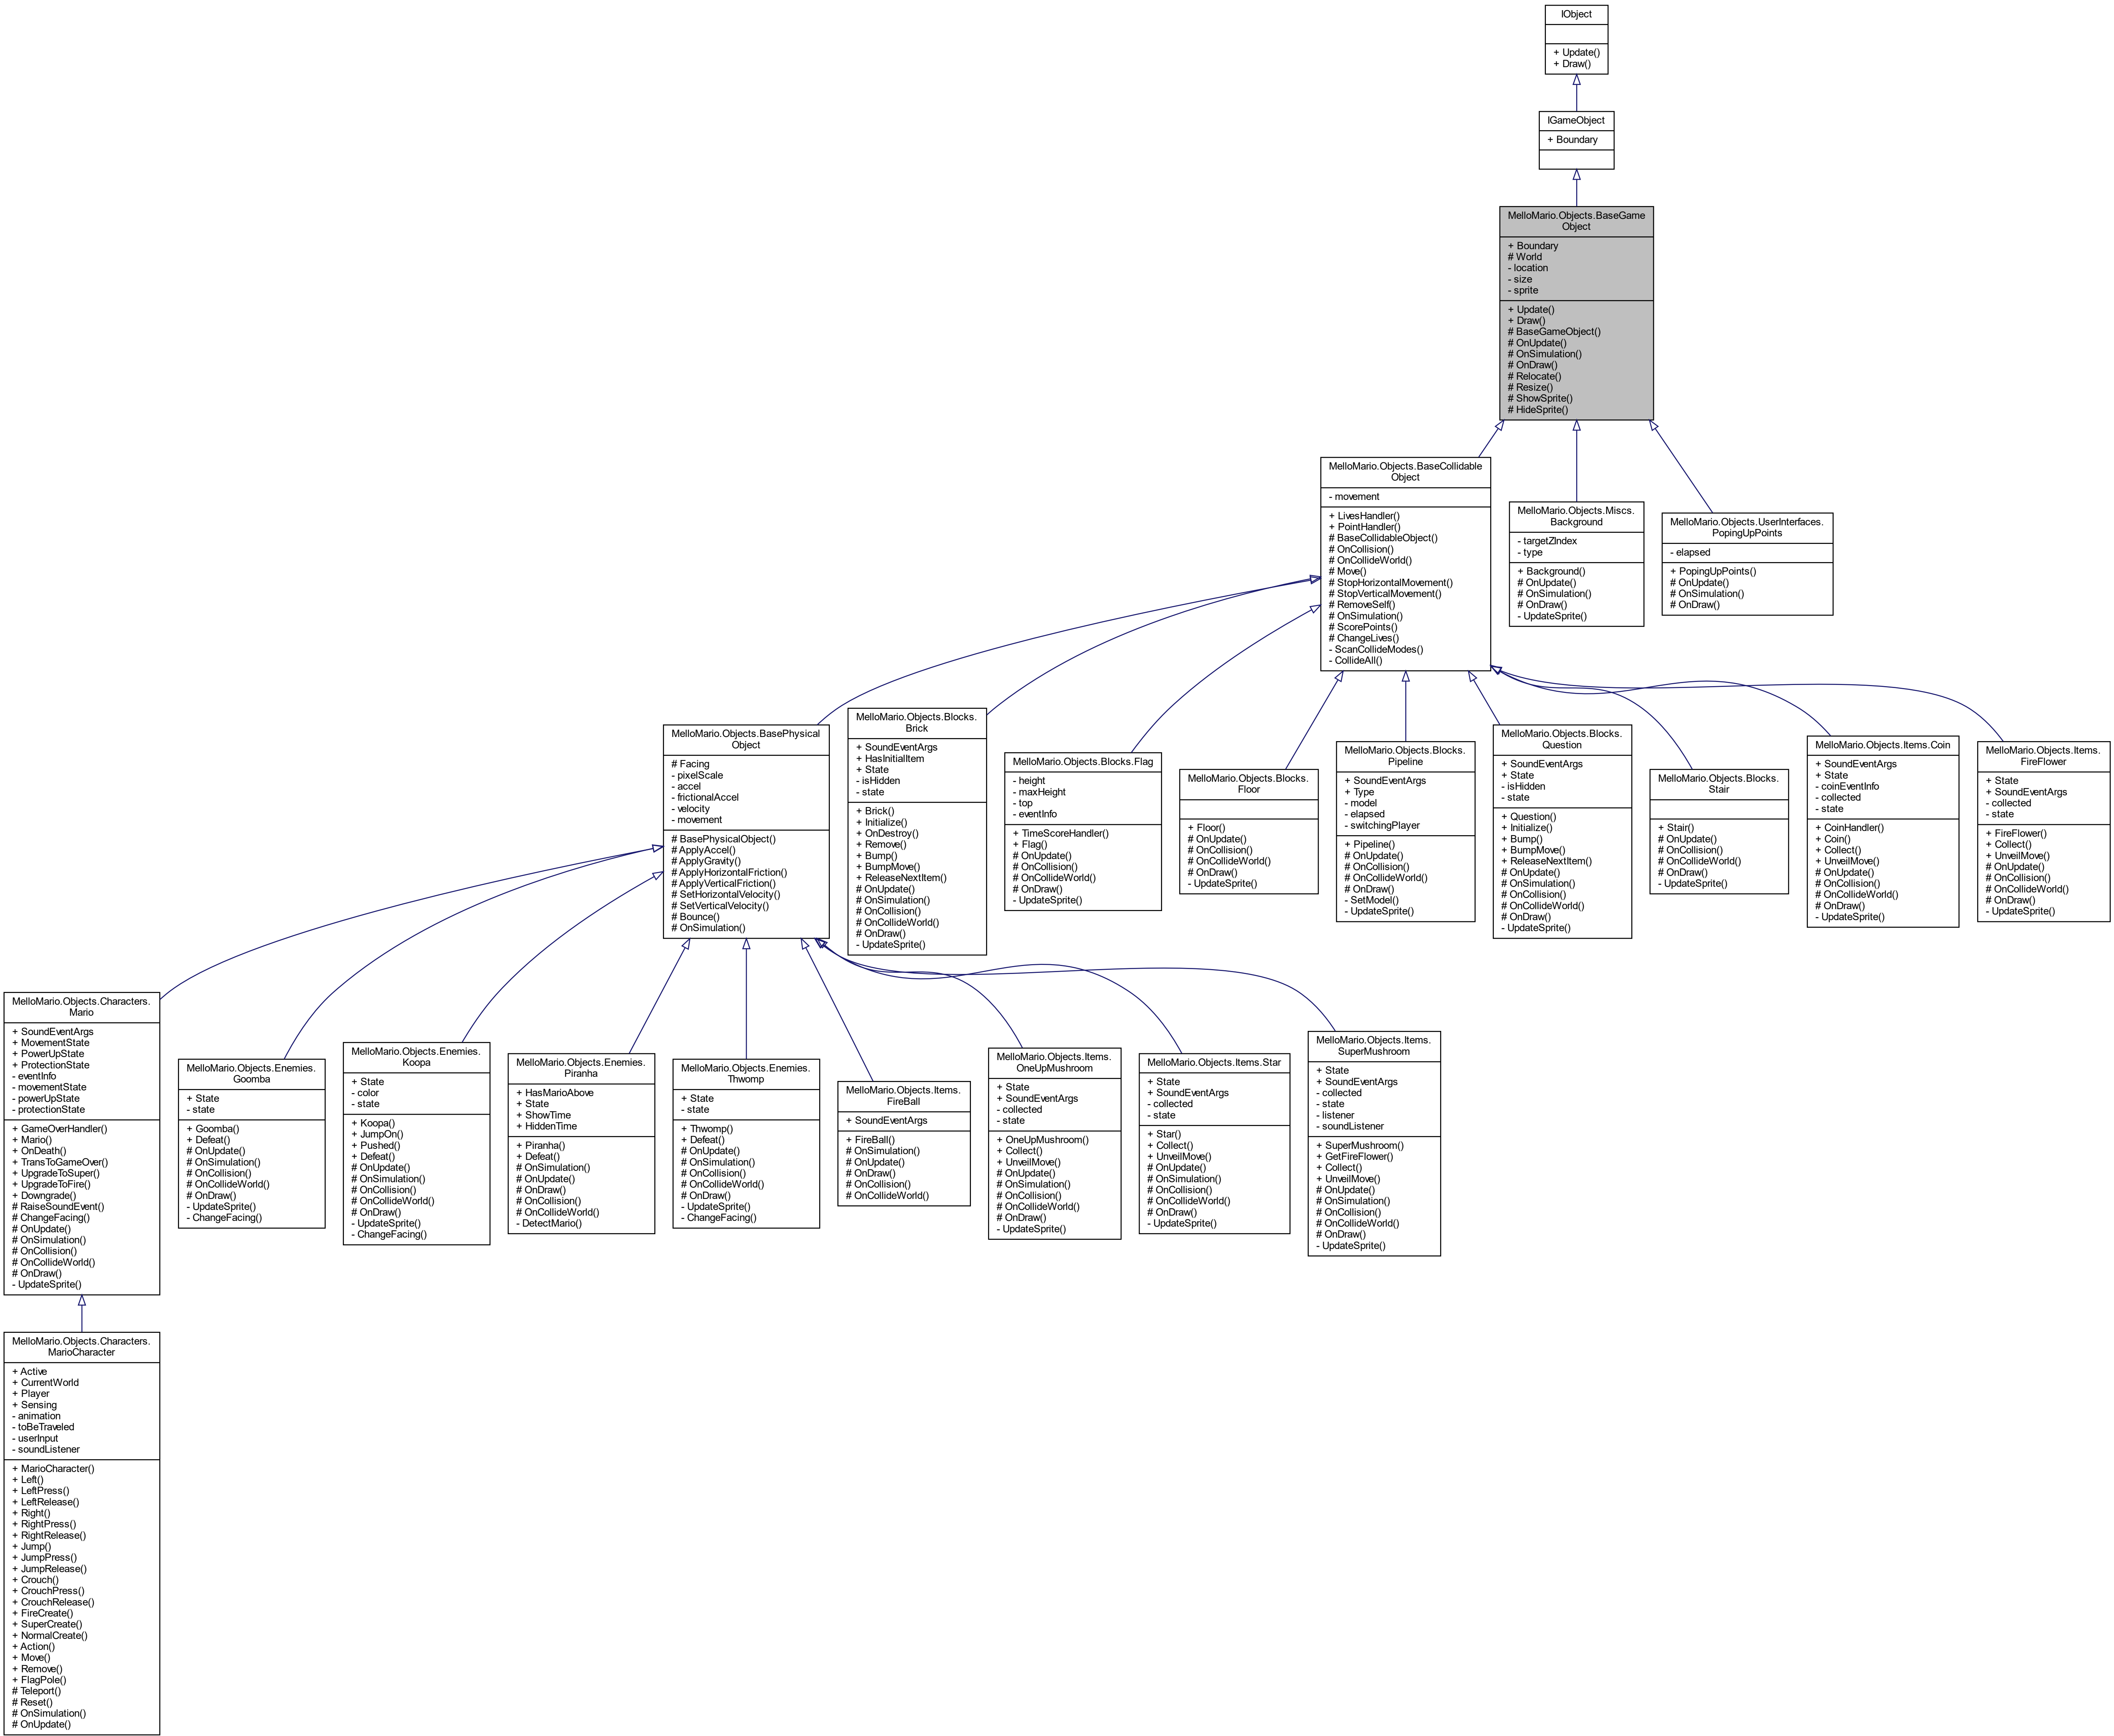 IObject
+ Update()
+ Draw()
IGameObject
+ Boundary
MelloMario.Objects.BaseGame
Object
+ Boundary
# World
- location
- size
- sprite
+ Update()
+ Draw()
# BaseGameObject()
# OnUpdate()
# OnSimulation()
# OnDraw()
# Relocate()
# Resize()
# ShowSprite()
# HideSprite()
MelloMario.Objects.BaseCollidable
Object
- movement
+ LivesHandler()
+ PointHandler()
# BaseCollidableObject()
# OnCollision()
# OnCollideWorld()
# Move()
# StopHorizontalMovement()
# StopVerticalMovement()
# RemoveSelf()
# OnSimulation()
# ScorePoints()
# ChangeLives()
- ScanCollideModes()
- CollideAll()
MelloMario.Objects.Miscs.
Background
- targetZIndex
- type
+ Background()
# OnUpdate()
# OnSimulation()
# OnDraw()
- UpdateSprite()
MelloMario.Objects.UserInterfaces.
PopingUpPoints
- elapsed
+ PopingUpPoints()
# OnUpdate()
# OnSimulation()
# OnDraw()
MelloMario.Objects.BasePhysical
Object
# Facing
- pixelScale
- accel
- frictionalAccel
- velocity
- movement
# BasePhysicalObject()
# ApplyAccel()
# ApplyGravity()
# ApplyHorizontalFriction()
# ApplyVerticalFriction()
# SetHorizontalVelocity()
# SetVerticalVelocity()
# Bounce()
# OnSimulation()
MelloMario.Objects.Blocks.
Brick
+ SoundEventArgs
+ HasInitialItem
+ State
- isHidden
- state
+ Brick()
+ Initialize()
+ OnDestroy()
+ Remove()
+ Bump()
+ BumpMove()
+ ReleaseNextItem()
# OnUpdate()
# OnSimulation()
# OnCollision()
# OnCollideWorld()
# OnDraw()
- UpdateSprite()
MelloMario.Objects.Blocks.Flag
- height
- maxHeight
- top
- eventInfo
+ TimeScoreHandler()
+ Flag()
# OnUpdate()
# OnCollision()
# OnCollideWorld()
# OnDraw()
- UpdateSprite()
MelloMario.Objects.Blocks.
Floor
+ Floor()
# OnUpdate()
# OnCollision()
# OnCollideWorld()
# OnDraw()
- UpdateSprite()
MelloMario.Objects.Blocks.
Pipeline
+ SoundEventArgs
+ Type
- model
- elapsed
- switchingPlayer
+ Pipeline()
# OnUpdate()
# OnCollision()
# OnCollideWorld()
# OnDraw()
- SetModel()
- UpdateSprite()
MelloMario.Objects.Blocks.
Question
+ SoundEventArgs
+ State
- isHidden
- state
+ Question()
+ Initialize()
+ Bump()
+ BumpMove()
+ ReleaseNextItem()
# OnUpdate()
# OnSimulation()
# OnCollision()
# OnCollideWorld()
# OnDraw()
- UpdateSprite()
MelloMario.Objects.Blocks.
Stair
+ Stair()
# OnUpdate()
# OnCollision()
# OnCollideWorld()
# OnDraw()
- UpdateSprite()
MelloMario.Objects.Items.Coin
+ SoundEventArgs
+ State
- coinEventInfo
- collected
- state
+ CoinHandler()
+ Coin()
+ Collect()
+ UnveilMove()
# OnUpdate()
# OnCollision()
# OnCollideWorld()
# OnDraw()
- UpdateSprite()
MelloMario.Objects.Items.
FireFlower
+ State
+ SoundEventArgs
- collected
- state
+ FireFlower()
+ Collect()
+ UnveilMove()
# OnUpdate()
# OnCollision()
# OnCollideWorld()
# OnDraw()
- UpdateSprite()
MelloMario.Objects.Characters.
Mario
+ SoundEventArgs
+ MovementState
+ PowerUpState
+ ProtectionState
- eventInfo
- movementState
- powerUpState
- protectionState
+ GameOverHandler()
+ Mario()
+ OnDeath()
+ TransToGameOver()
+ UpgradeToSuper()
+ UpgradeToFire()
+ Downgrade()
# RaiseSoundEvent()
# ChangeFacing()
# OnUpdate()
# OnSimulation()
# OnCollision()
# OnCollideWorld()
# OnDraw()
- UpdateSprite()
MelloMario.Objects.Enemies.
Goomba
+ State
- state
+ Goomba()
+ Defeat()
# OnUpdate()
# OnSimulation()
# OnCollision()
# OnCollideWorld()
# OnDraw()
- UpdateSprite()
- ChangeFacing()
MelloMario.Objects.Enemies.
Koopa
+ State
- color
- state
+ Koopa()
+ JumpOn()
+ Pushed()
+ Defeat()
# OnUpdate()
# OnSimulation()
# OnCollision()
# OnCollideWorld()
# OnDraw()
- UpdateSprite()
- ChangeFacing()
MelloMario.Objects.Enemies.
Piranha
+ HasMarioAbove
+ State
+ ShowTime
+ HiddenTime
+ Piranha()
+ Defeat()
# OnSimulation()
# OnUpdate()
# OnDraw()
# OnCollision()
# OnCollideWorld()
- DetectMario()
MelloMario.Objects.Enemies.
Thwomp
+ State
- state
+ Thwomp()
+ Defeat()
# OnUpdate()
# OnSimulation()
# OnCollision()
# OnCollideWorld()
# OnDraw()
- UpdateSprite()
- ChangeFacing()
MelloMario.Objects.Items.
FireBall
+ SoundEventArgs
+ FireBall()
# OnSimulation()
# OnUpdate()
# OnDraw()
# OnCollision()
# OnCollideWorld()
MelloMario.Objects.Items.
OneUpMushroom
+ State
+ SoundEventArgs
- collected
- state
+ OneUpMushroom()
+ Collect()
+ UnveilMove()
# OnUpdate()
# OnSimulation()
# OnCollision()
# OnCollideWorld()
# OnDraw()
- UpdateSprite()
MelloMario.Objects.Items.Star
+ State
+ SoundEventArgs
- collected
- state
+ Star()
+ Collect()
+ UnveilMove()
# OnUpdate()
# OnSimulation()
# OnCollision()
# OnCollideWorld()
# OnDraw()
- UpdateSprite()
MelloMario.Objects.Items.
SuperMushroom
+ State
+ SoundEventArgs
- collected
- state
- listener
- soundListener
+ SuperMushroom()
+ GetFireFlower()
+ Collect()
+ UnveilMove()
# OnUpdate()
# OnSimulation()
# OnCollision()
# OnCollideWorld()
# OnDraw()
- UpdateSprite()
MelloMario.Objects.Characters.
MarioCharacter
+ Active
+ CurrentWorld
+ Player
+ Sensing
- animation
- toBeTraveled
- userInput
- soundListener
+ MarioCharacter()
+ Left()
+ LeftPress()
+ LeftRelease()
+ Right()
+ RightPress()
+ RightRelease()
+ Jump()
+ JumpPress()
+ JumpRelease()
+ Crouch()
+ CrouchPress()
+ CrouchRelease()
+ FireCreate()
+ SuperCreate()
+ NormalCreate()
+ Action()
+ Move()
+ Remove()
+ FlagPole()
# Teleport()
# Reset()
# OnSimulation()
# OnUpdate()